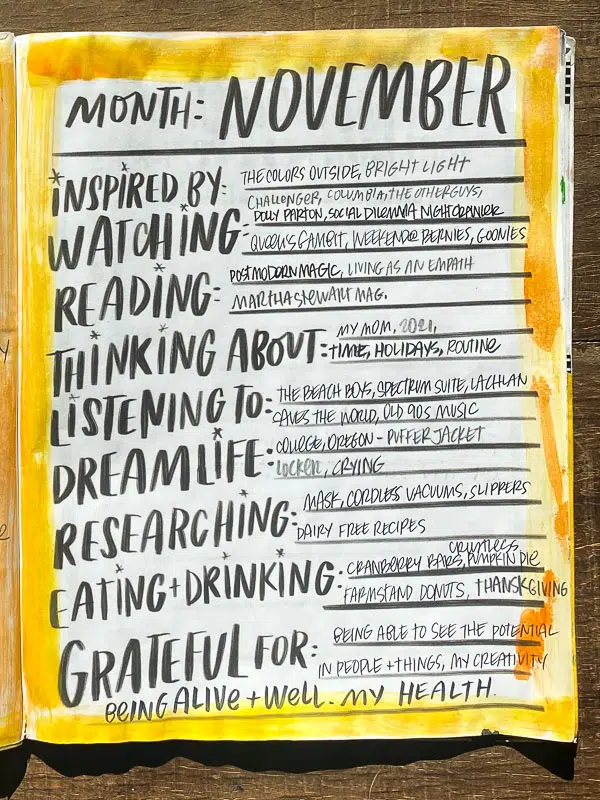 MONTH: NOVEMBER
INSPIRED BY: THE COLORS OUTSIDE, BRIGHT LIGHT
CHALLENGER, COLUMBIA, THE OTHER GUYS,
WATCHING: DOLLY PARTON, SOCIAL DILEMMA, NIGHTCRAWLER
QUEEN'S GAMBIT, WEEKEND @ BERNIES, GOONIES
READING: POSTMODERN MAGIC, LIVING AS AN EMPATH
MARTHA STEWART MAG.
THINKING ABOUT: MY MOM, 2021,
TIME, HOLIDAYS, ROUTINE
LISTENING TO: THE BEACH BOYS, SPECTRUM SUITE, LACHLAN
SAVES THE WORLD, OLD 90S MUSIC
DREAMLIFE: COLLEGE, OREGON - PUFFER JACKET
LOCKER, CRYING
RESEARCHING: MASK, CORDLESS VACUUMS, SLIPPERS
DAIRY FREE RECIPES
CRUSTLESS
EATING + DRINKING: CRANBERRY BARS, PUMPKIN PIE
FARMSTAND DONUTS, THANSKGIVING
GRATEFUL FOR: BEING ABLE TO SEE THE POTENTIAL
IN PEOPLE + THINGS, MY CREATIVITY
BEING ALIVE + WELL. MY HEALTH.